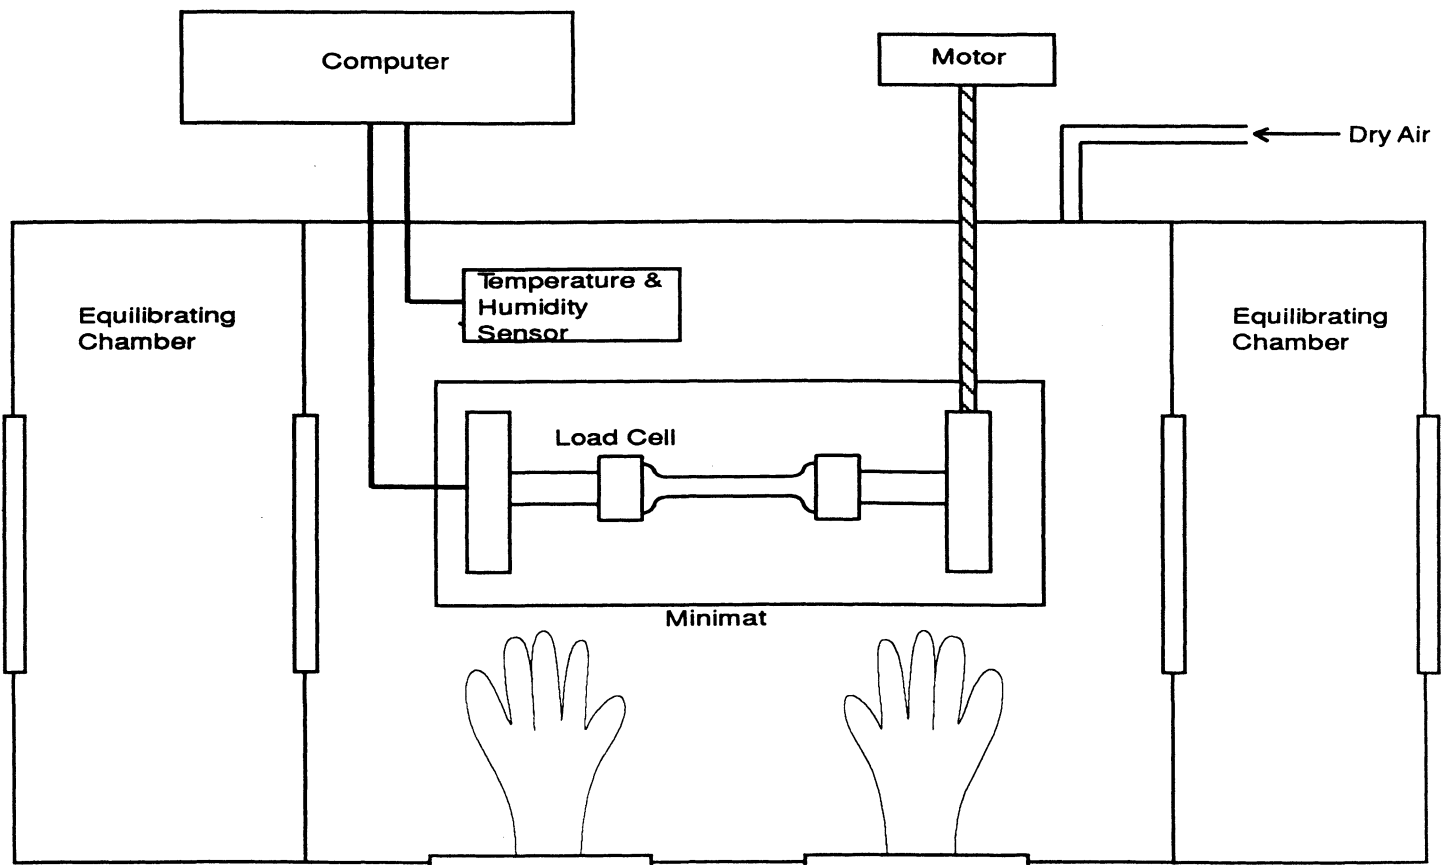 Computer
Motor
Dry Air
Temperature &
Humidity
Sensor
Equilibrating
Chamber
Equilibrating
Chamber
Load Cell
Minimat